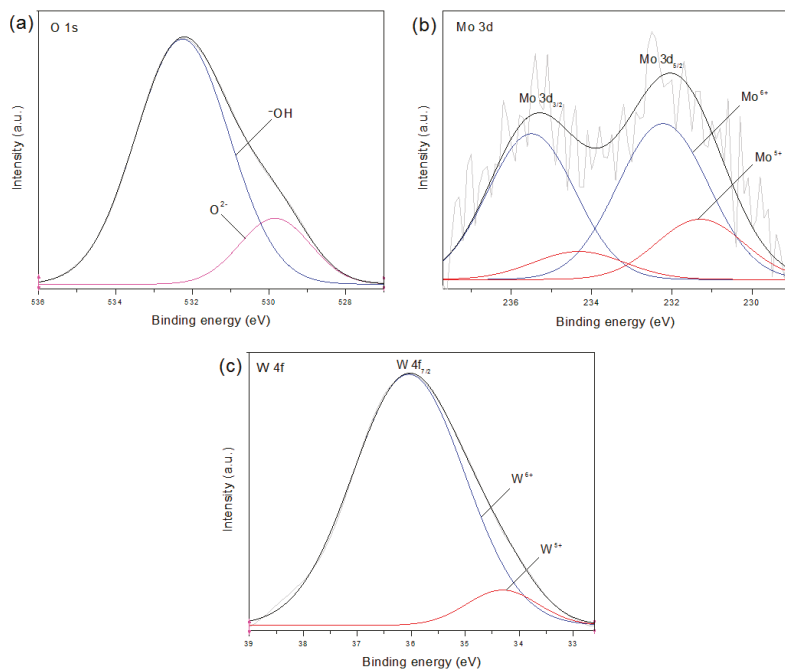 (a)
O 1s
⁻OH
O²⁻
Intensity (a.u.)
536 534 532 530 528
Binding energy (eV)
(b)
Mo 3d
Mo 3d₃/₂
Mo 3d₅/₂
Mo⁶⁺
Mo⁵⁺
Intensity (a.u.)
236 234 232 230
Binding energy (eV)
(c)
W 4f
W 4f₇/₂
W⁶⁺
W⁵⁺
Intensity (a.u.)
39 38 37 36 35 34 33
Binding energy (eV)